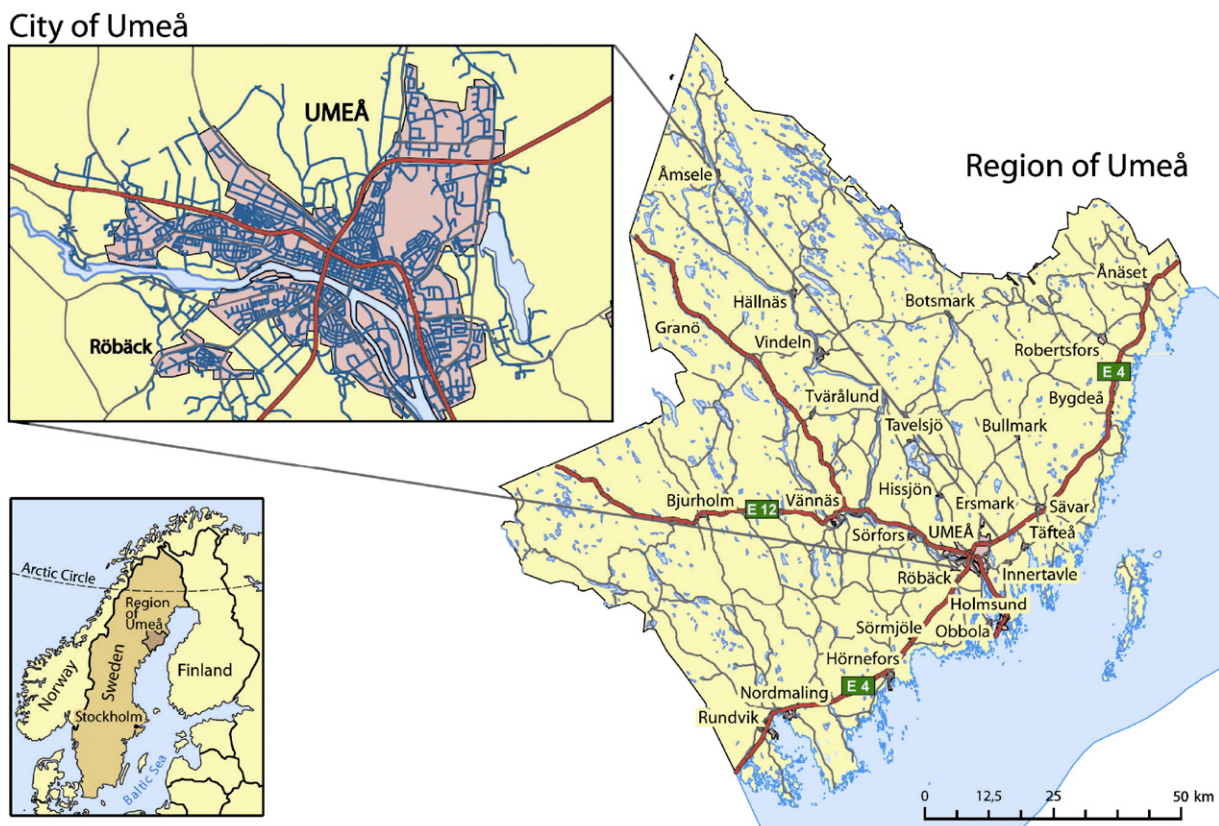 City of Umeå
UMEÅ
Röbäck
Region of Umeå
Åmsele
Ånäset
Hällnäs
Botsmark
Granö
Vindeln
Robertsfors
E 4
Tvärålund
Bygdeå
Tavelsjö
Bullmark
Bjurholm
E 12
Vännäs
Hissjön
Ersmark
Sävar
Sörfors
UMEÅ
Täfteå
Röbäck
Innertavle
Holmsund
Sörmjöle
Obbola
Hörnefors
E 4
Nordmaling
Rundvik
Arctic Circle
Region
of
Umeå
Norway
Sweden
Finland
Stockholm
Baltic Sea
0 12,5 25 50 km